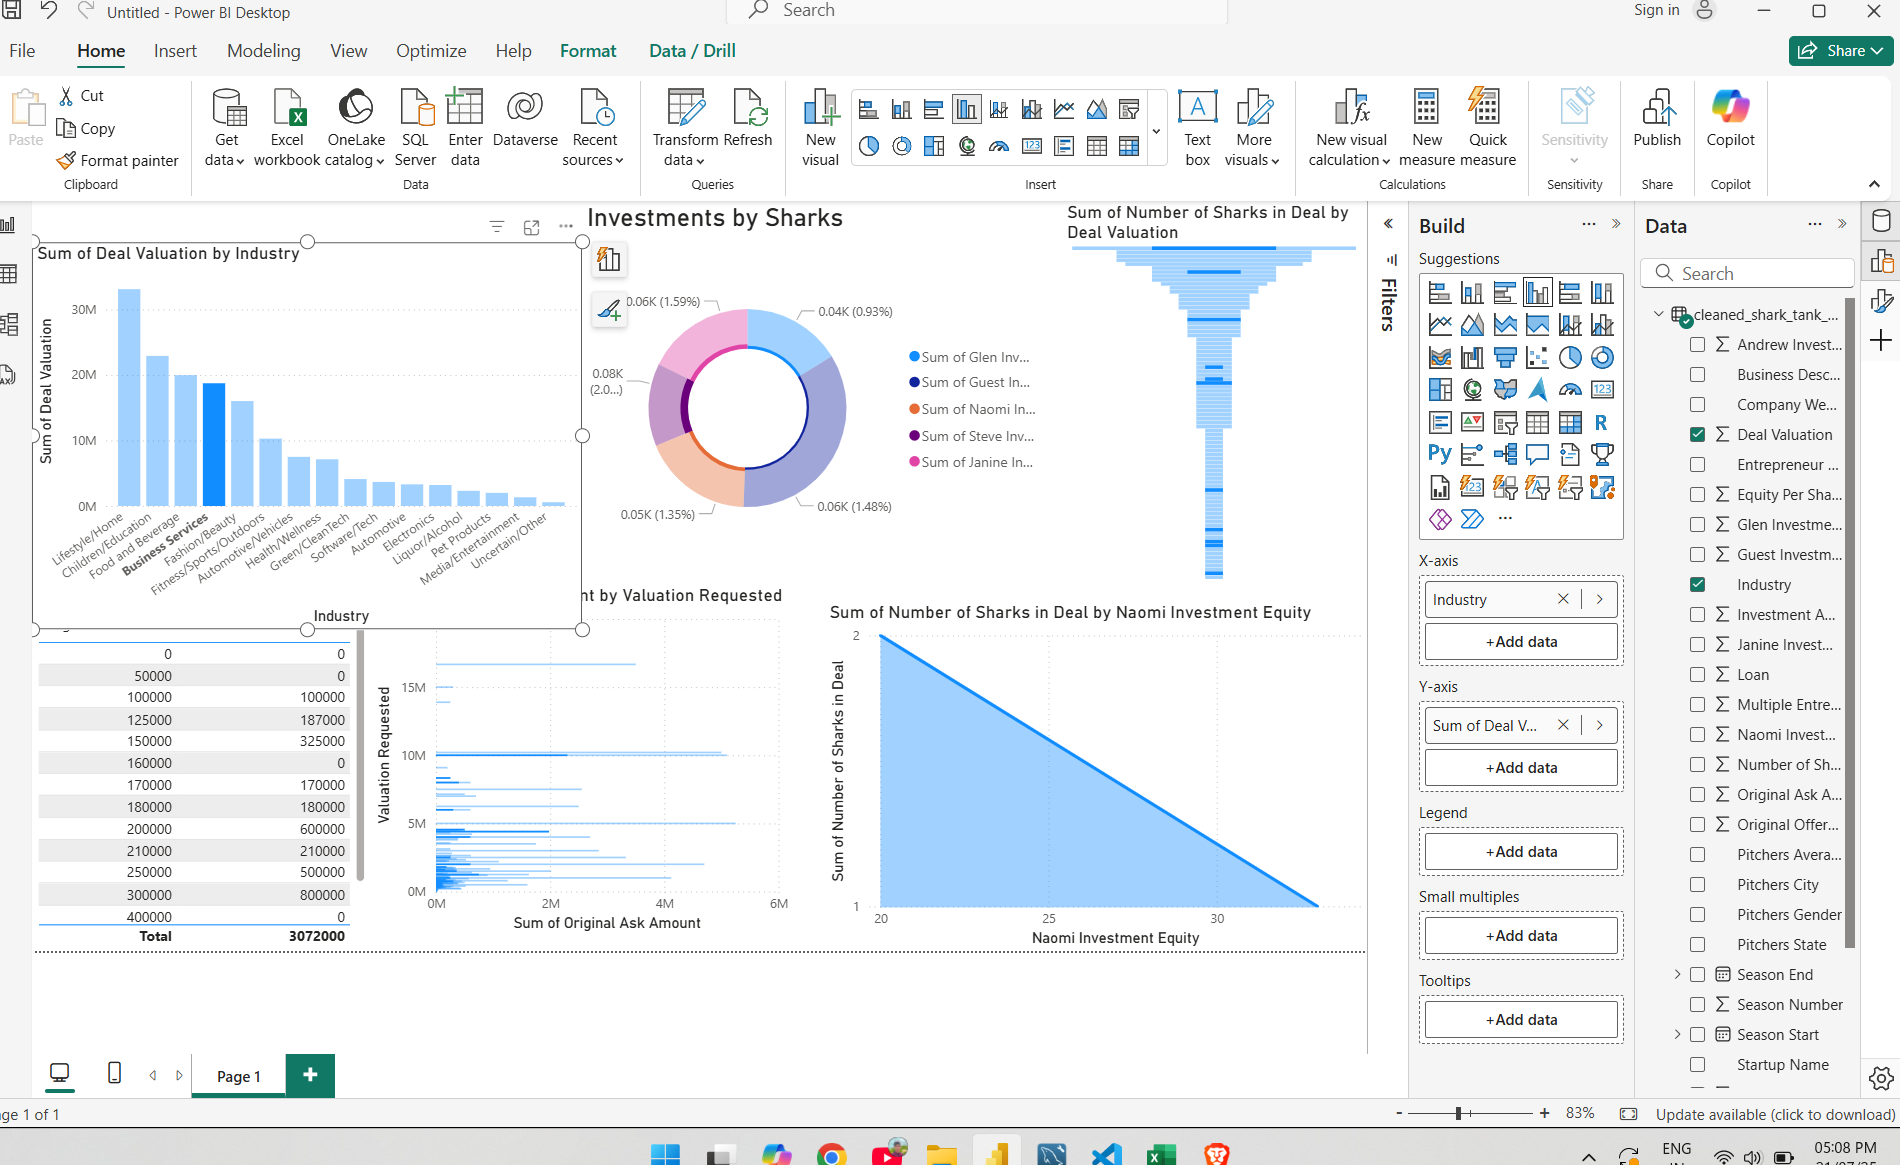 Untitled - Power BI Desktop
Search
Sign in
File
Home
Insert
Modeling
View
Optimize
Help
Format
Data / Drill
Share
Paste
Cut
Copy
Format painter
Clipboard
Get data
Excel workbook
OneLake catalog
SQL Server
Enter data
Dataverse
Recent sources
Data
Transform data
Refresh
Queries
New visual
Text box
More visuals
Insert
New visual calculation
New measure
Quick measure
Calculations
Sensitivity
Sensitivity
Publish
Share
Copilot
Copilot
Sum of Deal Valuation by Industry
Sum of Deal Valuation
30M
20M
10M
0M
Lifestyle/Home
Children/Education
Food and Beverage
Business Services
Fashion/Beauty
Fitness/Sports/Outdoors
Automotive/Vehicles
Health/Wellness
Green/CleanTech
Software/Tech
Automotive
Electronics
Liquor/Alcohol
Pet Products
Media/Entertainment
Uncertain/Other
Industry
Investments by Sharks
0.06K (1.59%)
0.04K (0.93%)
0.08K
(2.0...)
0.05K (1.35%)
0.06K (1.48%)
Sum of Glen Inv...
Sum of Guest In...
Sum of Naomi In...
Sum of Steve Inv...
Sum of Janine In...
Sum of Number of Sharks in Deal by
Deal Valuation
0 0
50000 0
100000 100000
125000 187000
150000 325000
160000 0
170000 170000
180000 180000
200000 600000
210000 210000
250000 500000
300000 800000
400000 0
Total 3072000
nt by Valuation Requested
Valuation Requested
15M
10M
5M
0M
0M 2M 4M 6M
Sum of Original Ask Amount
Sum of Number of Sharks in Deal by Naomi Investment Equity
Sum of Number of Sharks in Deal
2
1
20 25 30
Naomi Investment Equity
Filters
Build
Suggestions
X-axis
Industry
+Add data
Y-axis
Sum of Deal V...
+Add data
Legend
+Add data
Small multiples
+Add data
Tooltips
+Add data
Data
Search
cleaned_shark_tank_...
Andrew Invest...
Business Desc...
Company We...
Deal Valuation
Entrepreneur ...
Equity Per Sha...
Glen Investme...
Guest Investm...
Industry
Investment A...
Janine Invest...
Loan
Multiple Entre...
Naomi Invest...
Number of Sh...
Original Ask A...
Original Offer...
Pitchers Avera...
Pitchers City
Pitchers Gender
Pitchers State
Season End
Season Number
Season Start
Startup Name
Page 1
ge 1 of 1
83%
Update available (click to download)
ENG
05:08 PM